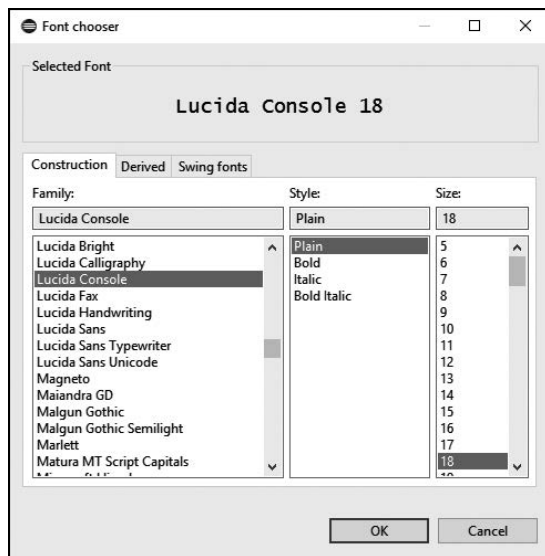 Font chooser
Selected Font
Lucida Console 18
Construction Derived Swing fonts
Family: Style: Size:
Lucida Console Plain 18
Lucida Bright Plain 5
Lucida Calligraphy Bold 6
Lucida Console Italic 7
Lucida Fax Bold Italic 8
Lucida Handwriting 9
Lucida Sans 10
Lucida Sans Typewriter 11
Lucida Sans Unicode 12
Magneto 13
Maiandra GD 14
Malgun Gothic 15
Malgun Gothic Semilight 16
Marlett 17
Matura MT Script Capitals 18
OK Cancel